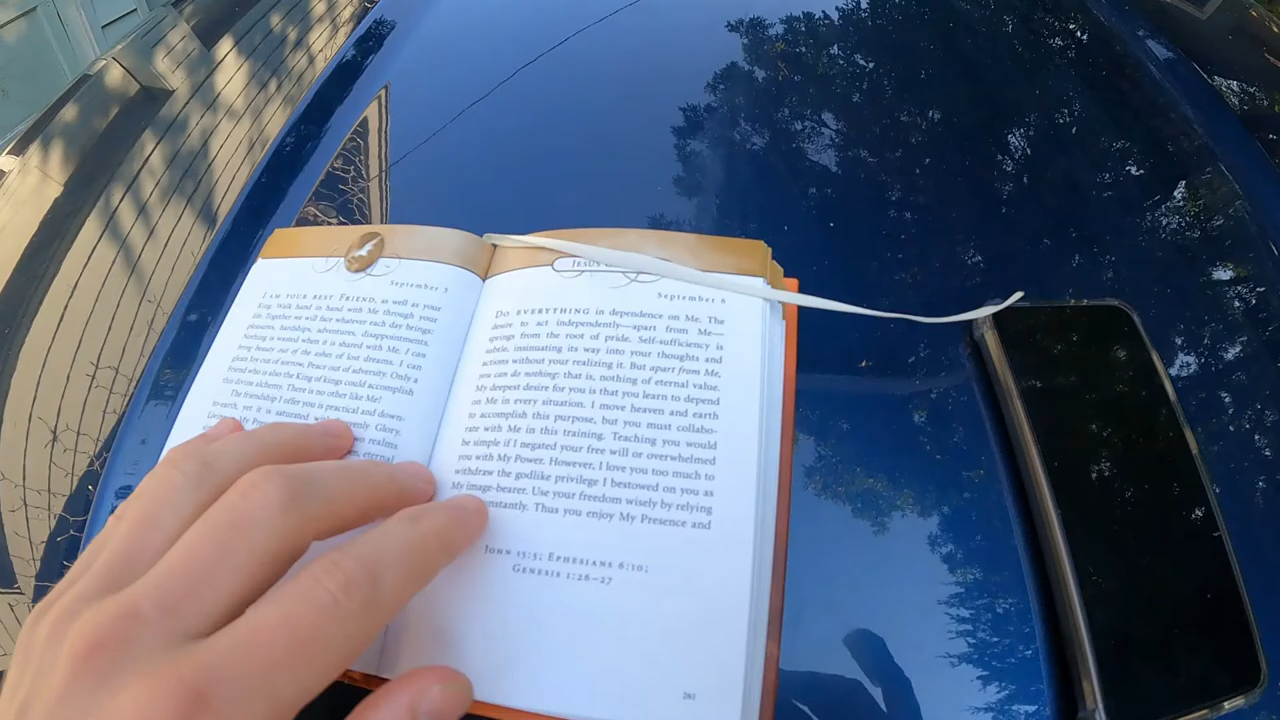 September 5
I AM YOUR BEST FRIEND, as well as your
King. Walk hand in hand with Me through your
life. Together we will face whatever each day brings:
pleasures, hardships, adventures, disappointments.
Nothing is wasted when it is shared with Me. I can
bring beauty out of the ashes of lost dreams. I can
glean Joy out of sorrow, Peace out of adversity. Only a
Friend who is also the King of kings could accomplish
this divine alchemy. There is no other like Me!
The friendship I offer you is practical and down-
to-earth, yet it is saturated with heavenly Glory.
Living in My Pres two realms
eternal
JESUS
September 6
DO EVERYTHING in dependence on Me. The
desire to act independently—apart from Me—
springs from the root of pride. Self-sufficiency is
subtle, insinuating its way into your thoughts and
actions without your realizing it. But apart from Me,
you can do nothing: that is, nothing of eternal value.
My deepest desire for you is that you learn to depend
on Me in every situation. I move heaven and earth
to accomplish this purpose, but you must collabo-
rate with Me in this training. Teaching you would
be simple if I negated your free will or overwhelmed
you with My Power. However, I love you too much to
withdraw the godlike privilege I bestowed on you as
My image-bearer. Use your freedom wisely by relying
constantly. Thus you enjoy My Presence and
JOHN 15:5; EPHESIANS 6:10;
GENESIS 1:26–27
261